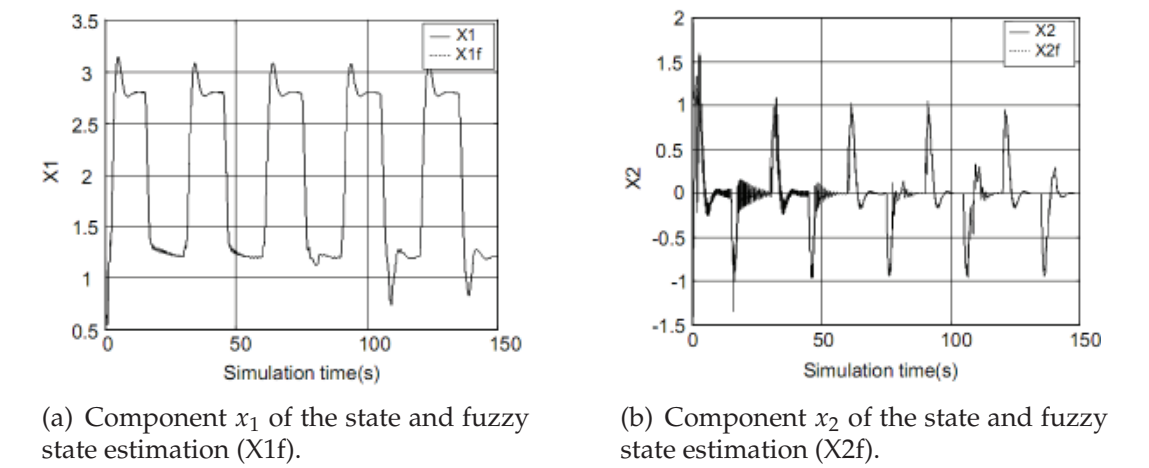 3.5
3
2.5
2
1.5
1
0.5
X1
X1
X1f
0
50
100
150
Simulation time(s)
2
1.5
1
0.5
0
-0.5
-1
-1.5
X2
X2
X2f
0
50
100
150
Simulation time(s)
(a) Component x1 of the state and fuzzy
state estimation (X1f).
(b) Component x2 of the state and fuzzy
state estimation (X2f).